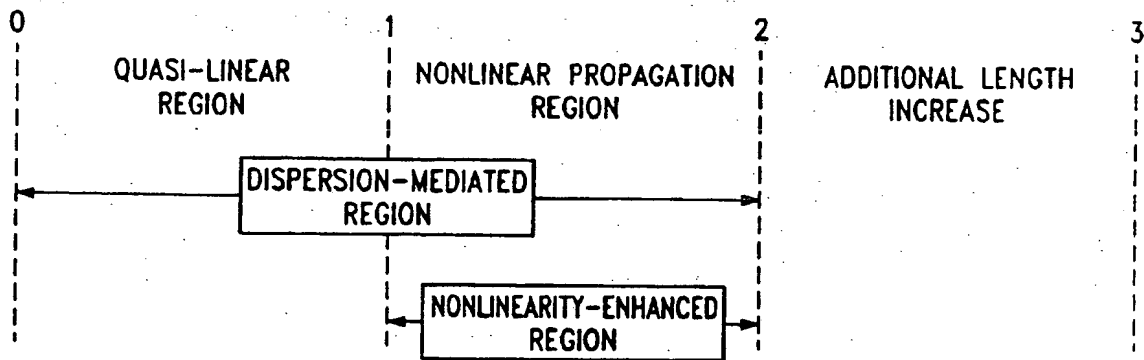 0 1 2 3
QUASI-LINEAR
REGION
NONLINEAR PROPAGATION
REGION
ADDITIONAL LENGTH
INCREASE
DISPERSION-MEDIATED
REGION
NONLINEARITY-ENHANCED
REGION